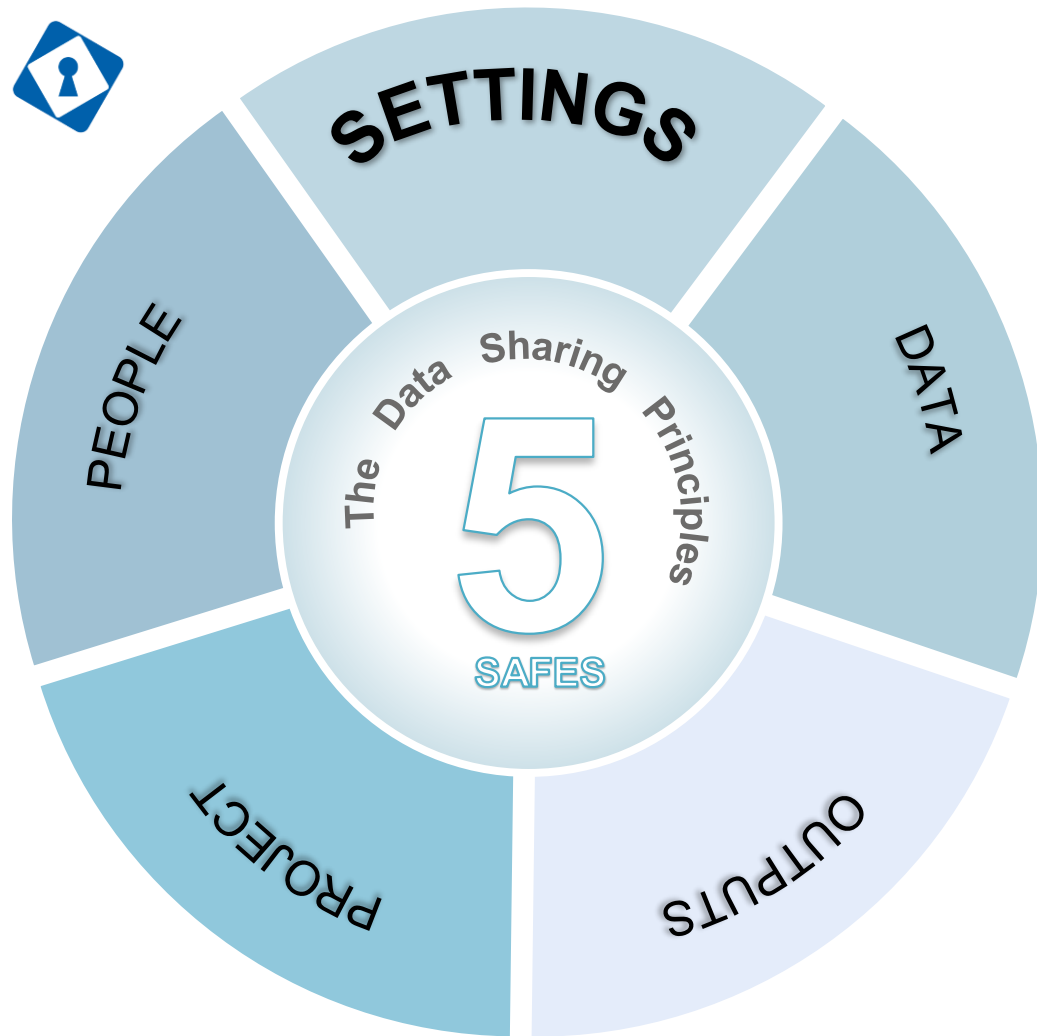 SETTINGS
DATA
OUTPUTS
PROJECT
PEOPLE
The Data Sharing Principles
5
SAFES